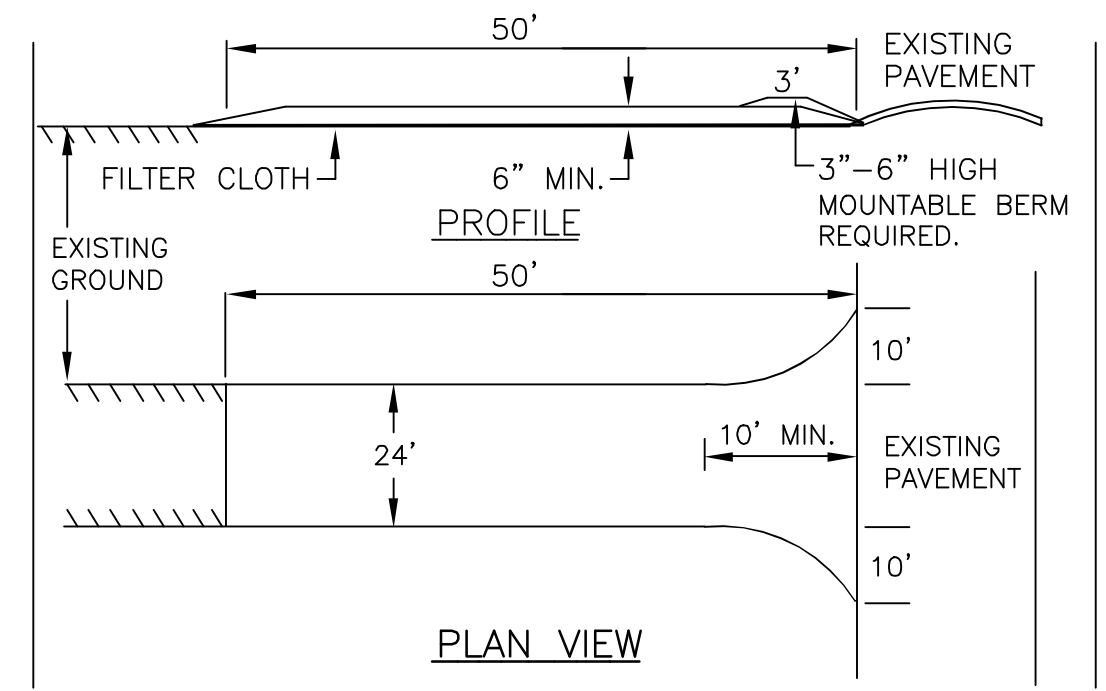 50’
EXISTING
PAVEMENT
3’
FILTER CLOTH
6” MIN.
3”–6” HIGH
MOUNTABLE BERM
REQUIRED.
PROFILE
EXISTING
GROUND
50’
10’
24’
10’ MIN.
EXISTING
PAVEMENT
10’
PLAN VIEW